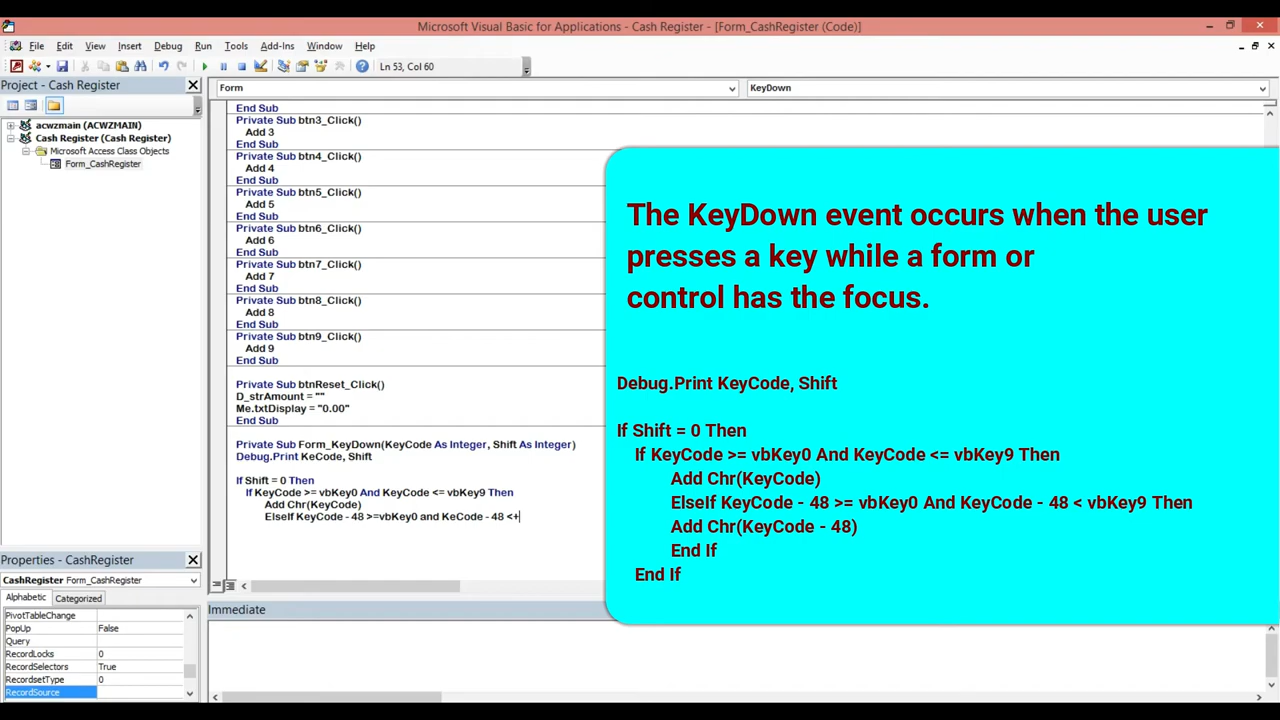 Microsoft Visual Basic for Applications - Cash Register - [Form_CashRegister (Code)]
File Edit View Insert Debug Run Tools Add-Ins Window Help
Ln 53, Col 60
Project - Cash Register
acwzmain (ACWZMAIN)
Cash Register (Cash Register)
Microsoft Access Class Objects
Form_CashRegister
Properties - CashRegister
CashRegister Form_CashRegister
Alphabetic Categorized
PivotTableChange
PopUp False
Query
RecordLocks 0
RecordSelectors True
RecordsetType 0
RecordSource
Form KeyDown
End Sub
Private Sub btn3_Click()
Add 3
End Sub
Private Sub btn4_Click()
Add 4
End Sub
Private Sub btn5_Click()
Add 5
End Sub
Private Sub btn6_Click()
Add 6
End Sub
Private Sub btn7_Click()
Add 7
End Sub
Private Sub btn8_Click()
Add 8
End Sub
Private Sub btn9_Click()
Add 9
End Sub
Private Sub btnReset_Click()
D_strAmount = ""
Me.txtDisplay = "0.00"
End Sub
Private Sub Form_KeyDown(KeyCode As Integer, Shift As Integer)
Debug.Print KeCode, Shift
If Shift = 0 Then
If KeyCode >= vbKey0 And KeyCode <= vbKey9 Then
Add Chr(KeyCode)
ElseIf KeyCode - 48 >=vbKey0 and KeCode - 48 <+
Immediate
The KeyDown event occurs when the user
presses a key while a form or
control has the focus.
Debug.Print KeyCode, Shift
If Shift = 0 Then
If KeyCode >= vbKey0 And KeyCode <= vbKey9 Then
Add Chr(KeyCode)
ElseIf KeyCode - 48 >= vbKey0 And KeyCode - 48 < vbKey9 Then
Add Chr(KeyCode - 48)
End If
End If